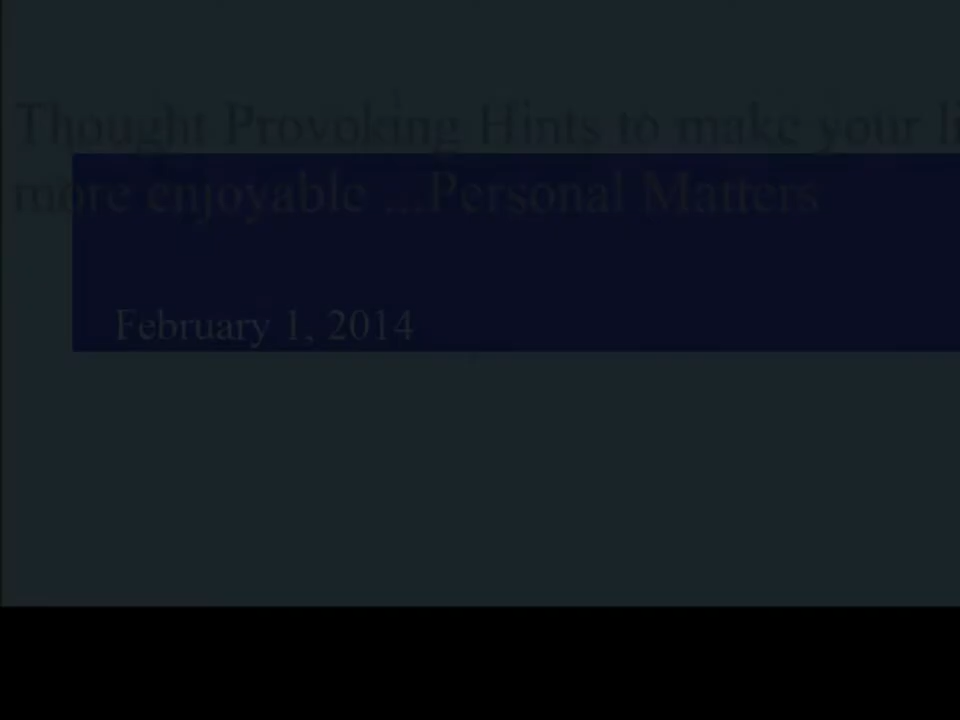 Thought Provoking Hints to make your
more enjoyable ...Personal Matters
February 1, 2014